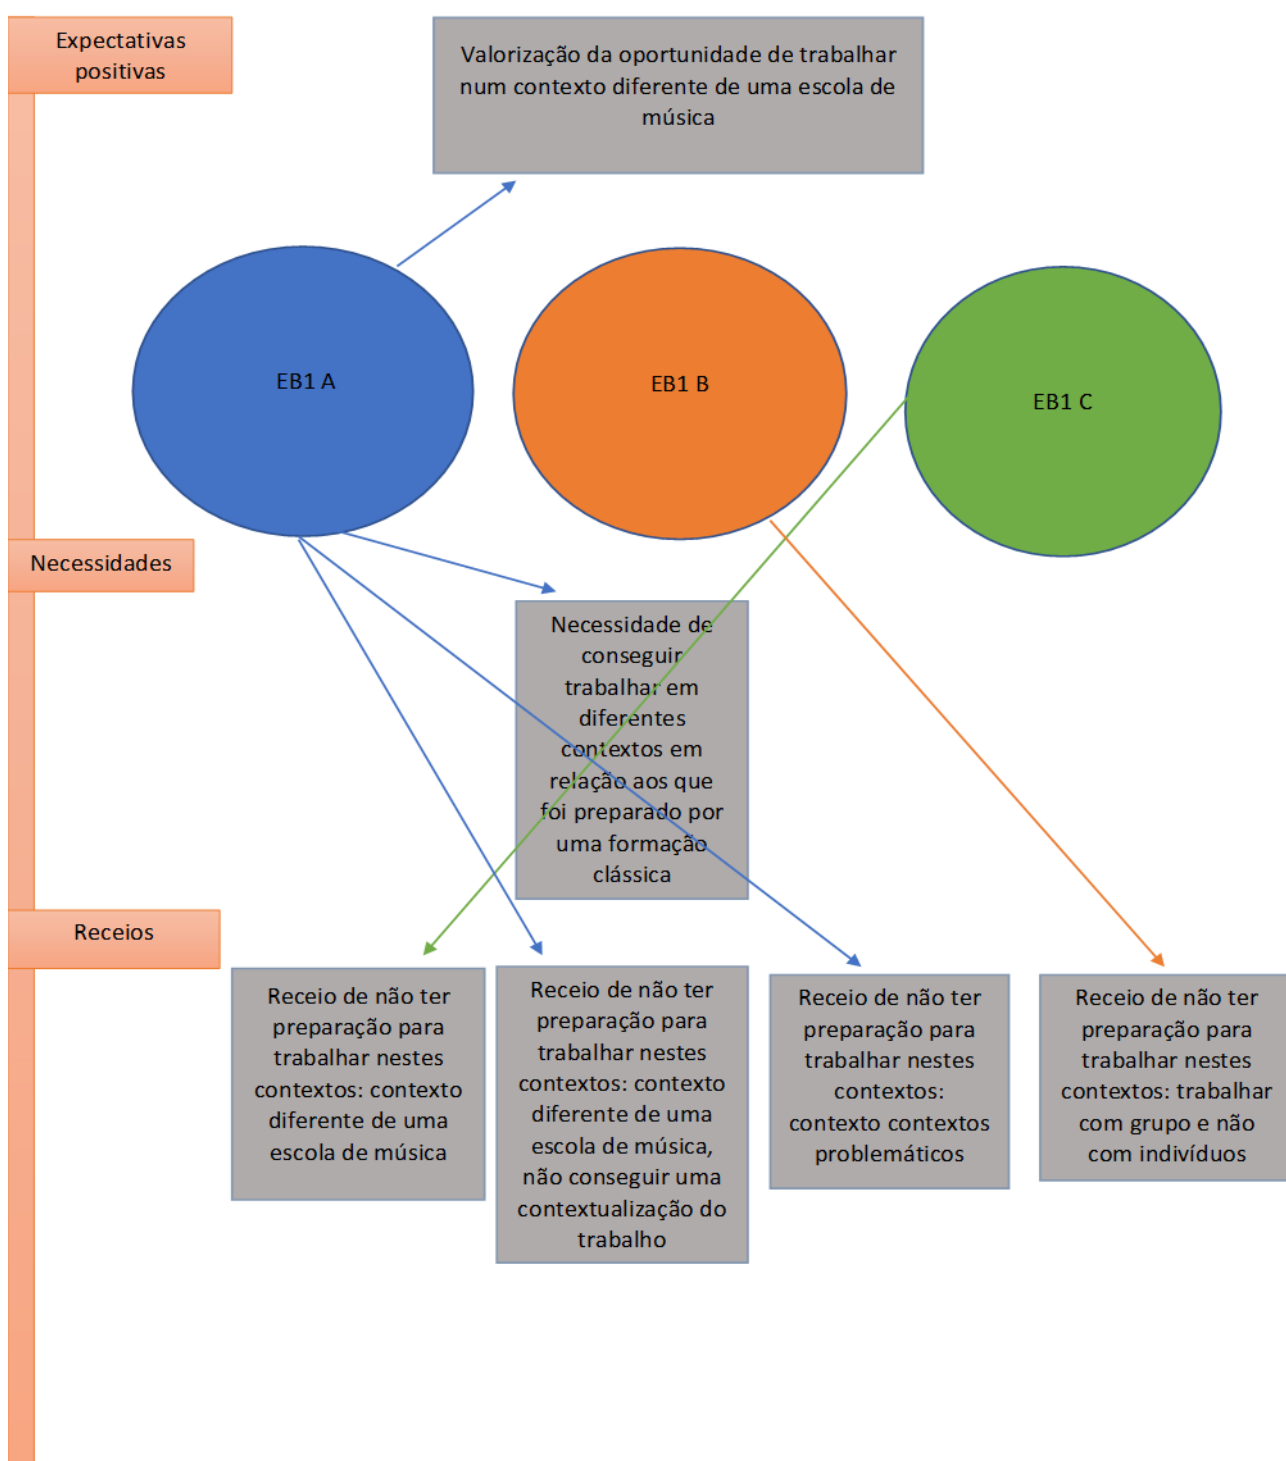 Expectativas
positivas
Valorização da oportunidade de trabalhar
num contexto diferente de uma escola de
música
EB1 A
EB1 B
EB1 C
Necessidades
Necessidade de
conseguir
trabalhar em
diferentes
contextos em
relação aos que
foi preparado por
uma formação
clássica
Receios
Receio de não ter
preparação para
trabalhar nestes
contextos: contexto
diferente de uma
escola de música
Receio de não ter
preparação para
trabalhar nestes
contextos: contexto
diferente de uma
escola de música,
não conseguir uma
contextualização do
trabalho
Receio de não ter
preparação para
trabalhar nestes
contextos:
contexto contextos
problemáticos
Receio de não ter
preparação para
trabalhar nestes
contextos: trabalhar
com grupo e não
com indivíduos